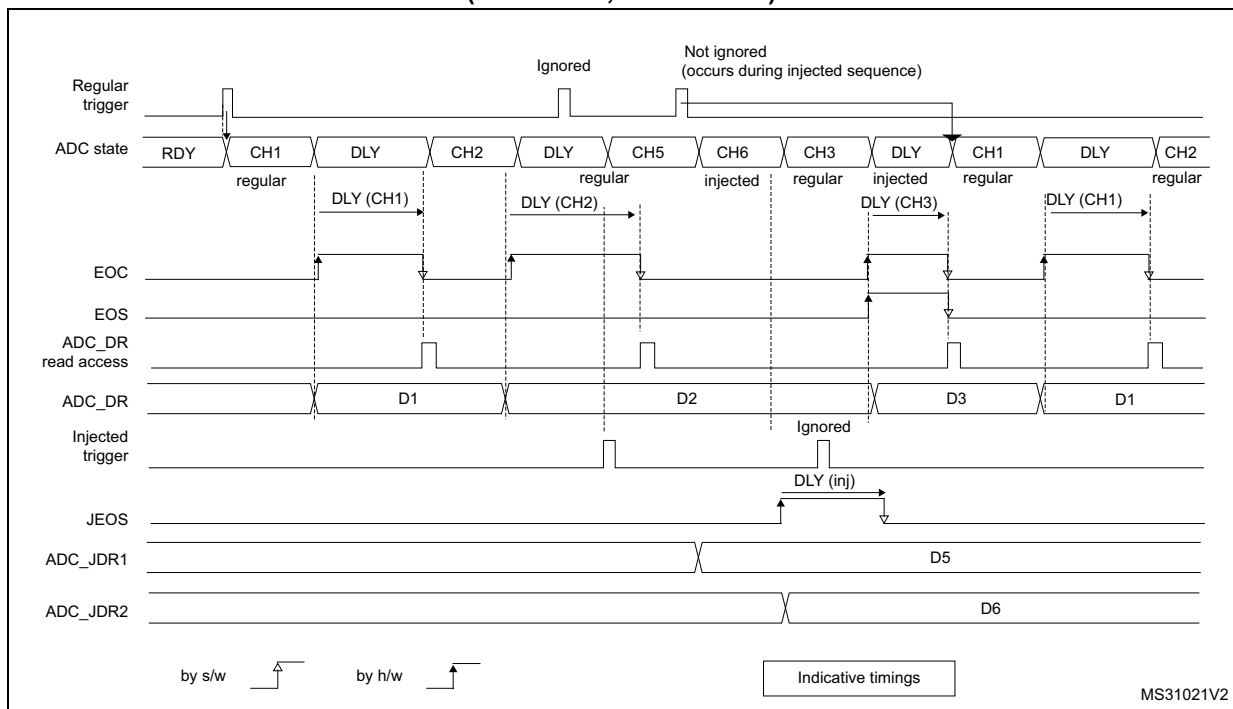 Not ignored
Ignored
(occurs during injected sequence)
Regular
trigger
ADC state
RDY CH1 DLY CH2 DLY CH5 CH6 CH3 DLY CH1 DLY CH2
regular regular injected regular injected regular regular
DLY (CH1) DLY (CH2) DLY (CH3) DLY (CH1)
EOC
EOS
ADC_DR
read access
ADC_DR D1 D2 D3 D1
Injected
trigger
Ignored
DLY (inj)
JEOS
ADC_JDR1 D5
ADC_JDR2 D6
by s/w by h/w Indicative timings
MS31021V2